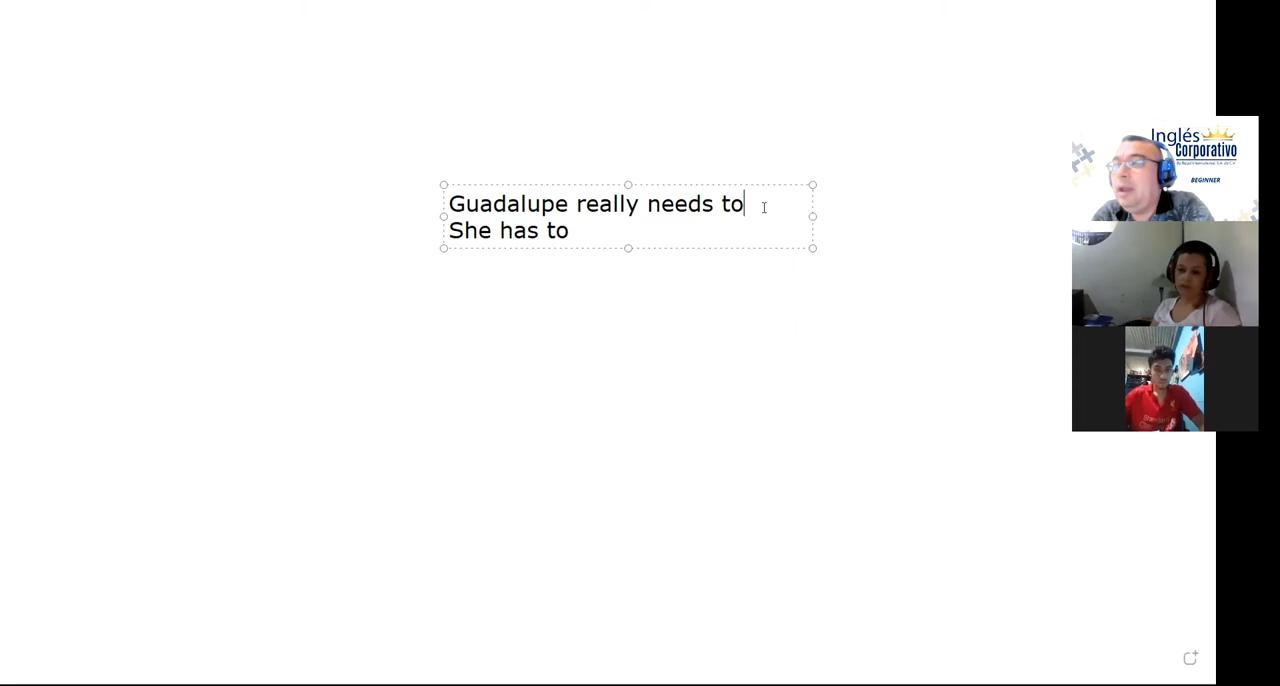 Guadalupe really needs to
She has to
Inglés
Corporativo
BEGINNER